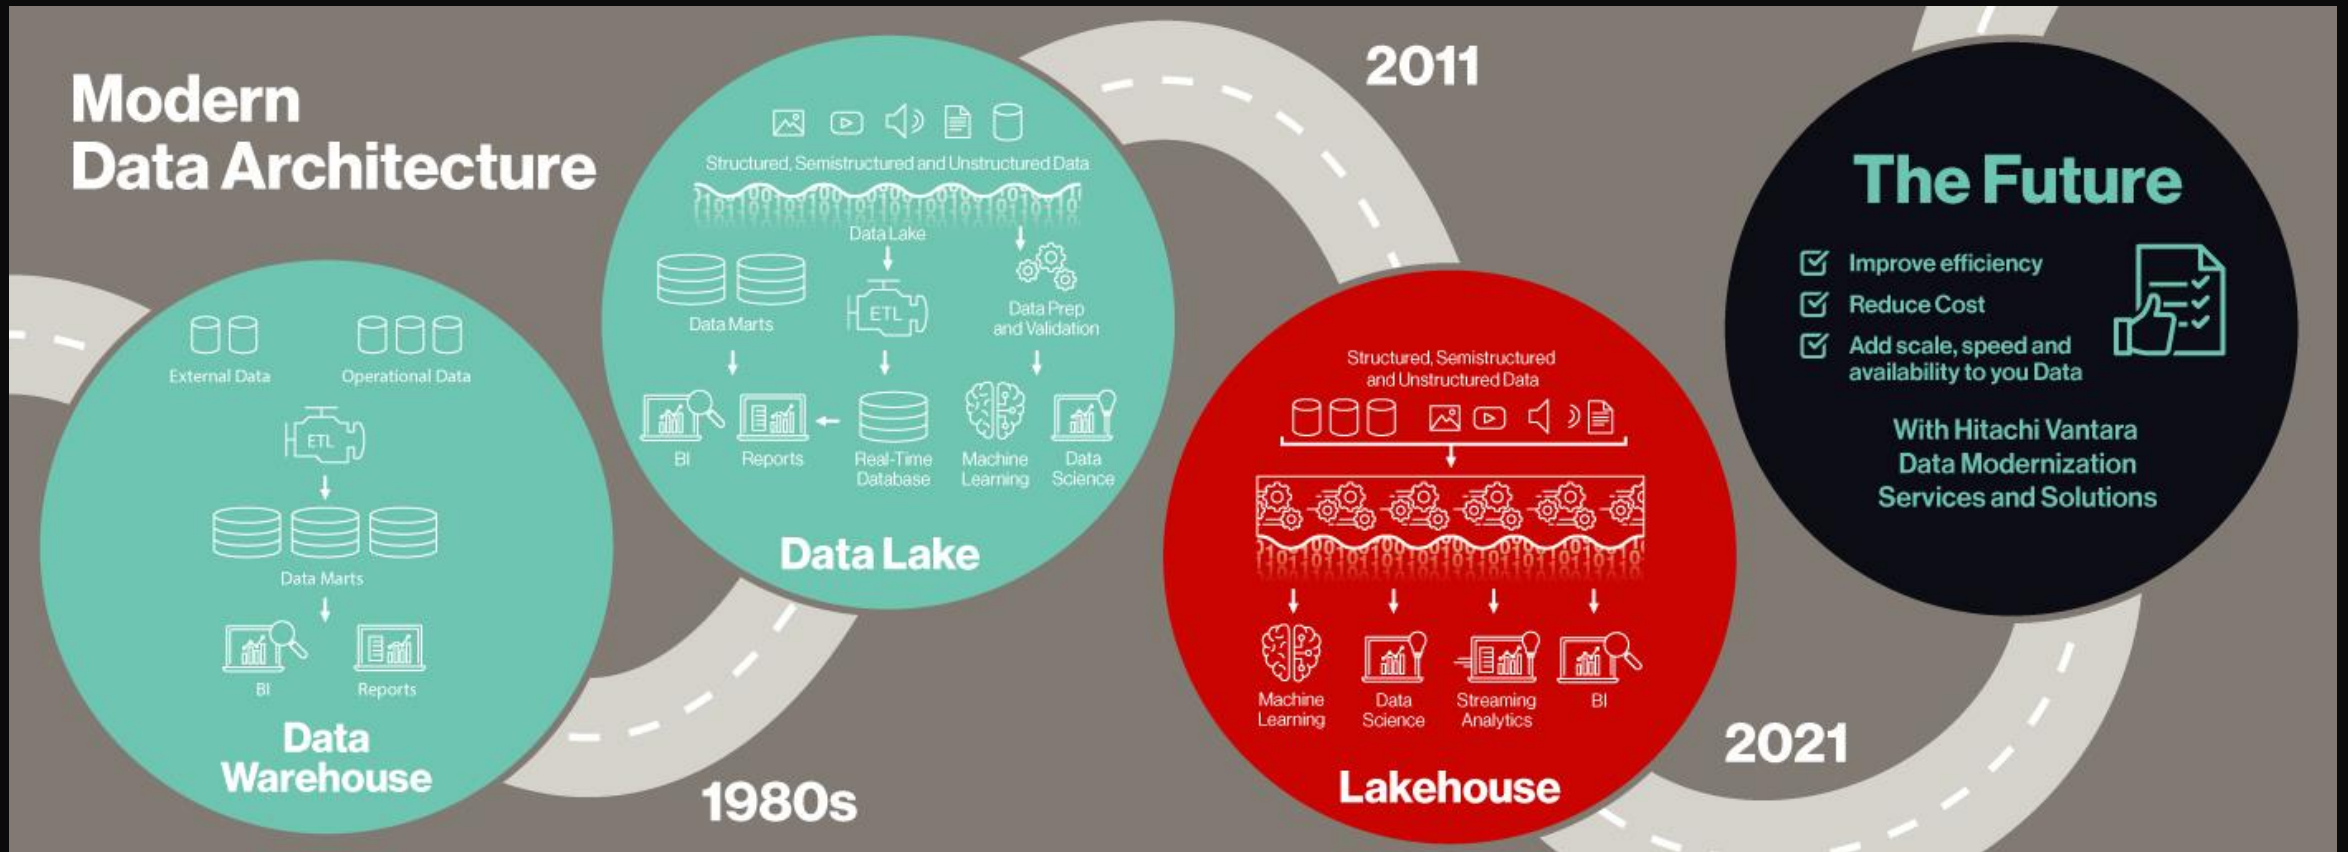 Modern
Data Architecture
External Data
Operational Data
ETL
Data Marts
BI
Reports
Data
Warehouse
1980s
Structured, Semistructured and Unstructured Data
Data Lake
Data Marts
ETL
Data Prep
and Validation
BI
Reports
Real-Time
Database
Machine
Learning
Data
Science
Data Lake
2011
Structured, Semistructured
and Unstructured Data
Machine
Learning
Data
Science
Streaming
Analytics
BI
Lakehouse
2021
The Future
Improve efficiency
Reduce Cost
Add scale, speed and
availability to you Data
With Hitachi Vantara
Data Modernization
Services and Solutions